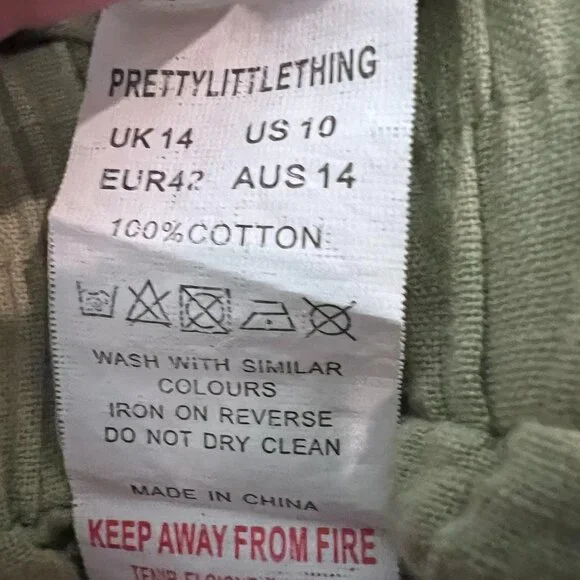 PRETTYLITTLETHING
UK 14 US 10
EUR42 AUS 14
100%COTTON
WASH WITH SIMILAR
COLOURS
IRON ON REVERSE
DO NOT DRY CLEAN
MADE IN CHINA
KEEP AWAY FROM FIRE